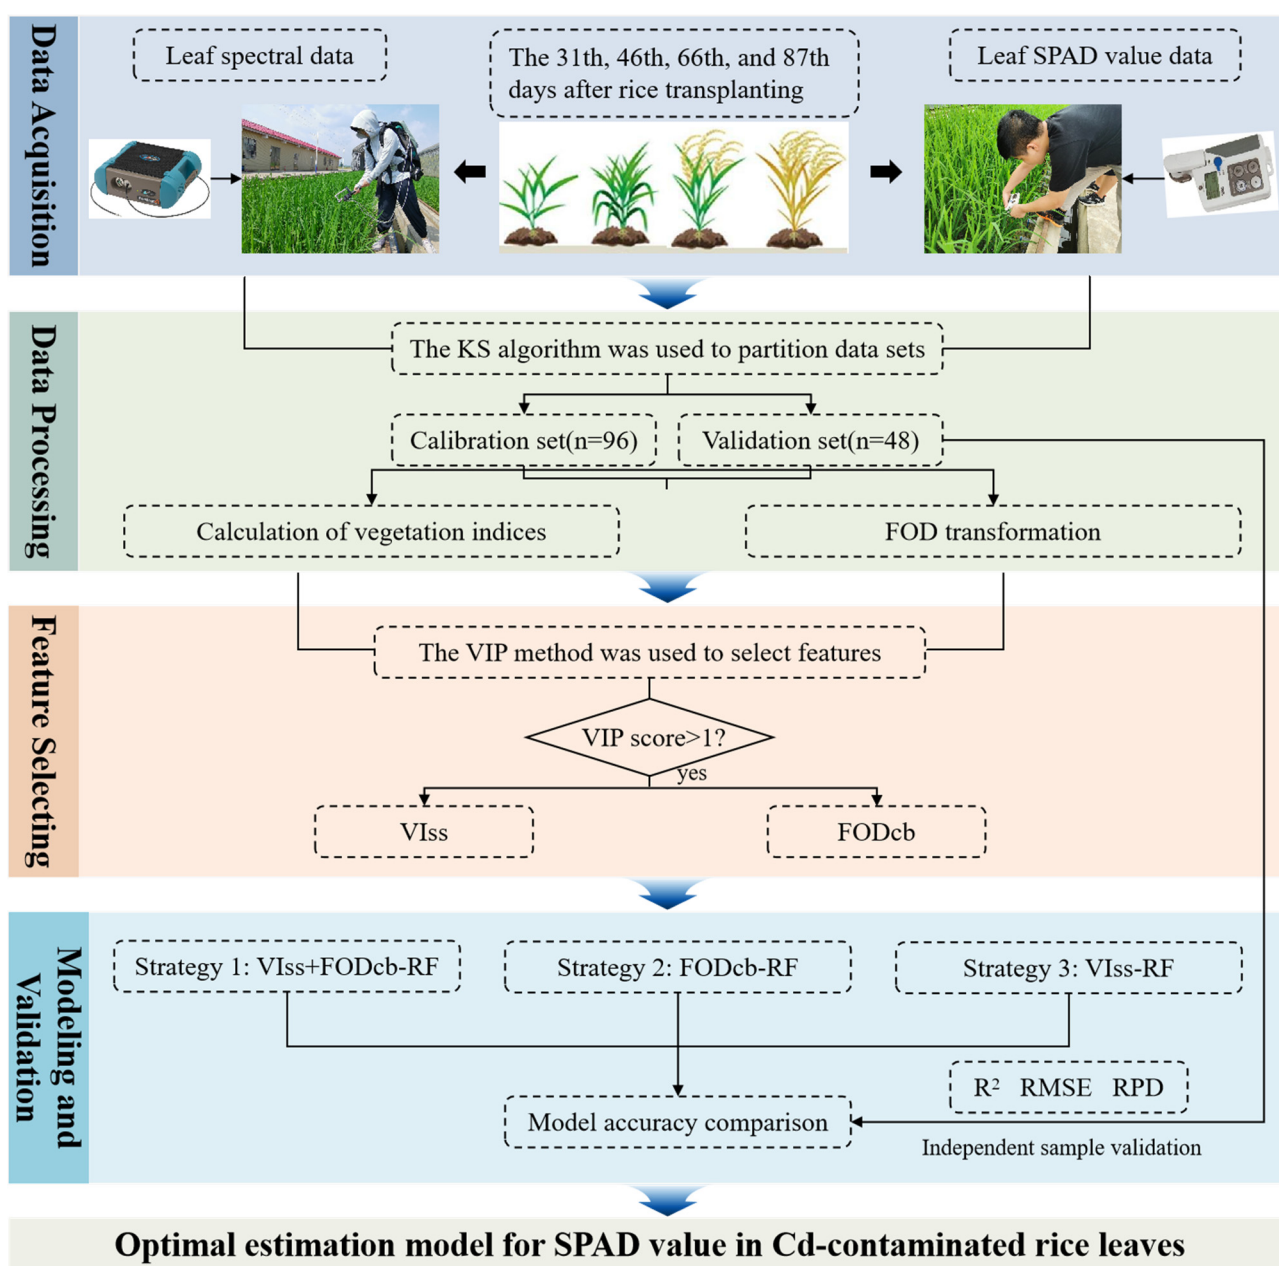 Data Acquisition
Leaf spectral data
The 31th, 46th, 66th, and 87th
days after rice transplanting
Leaf SPAD value data
Data Processing
The KS algorithm was used to partition data sets
Calibration set(n=96)
Validation set(n=48)
Calculation of vegetation indices
FOD transformation
Feature Selecting
The VIP method was used to select features
VIP score>1?
yes
VIss
FODcb
Modeling and
Validation
Strategy 1: VIss+FODcb-RF
Strategy 2: FODcb-RF
Strategy 3: VIss-RF
R² RMSE RPD
Model accuracy comparison
Independent sample validation
Optimal estimation model for SPAD value in Cd-contaminated rice leaves